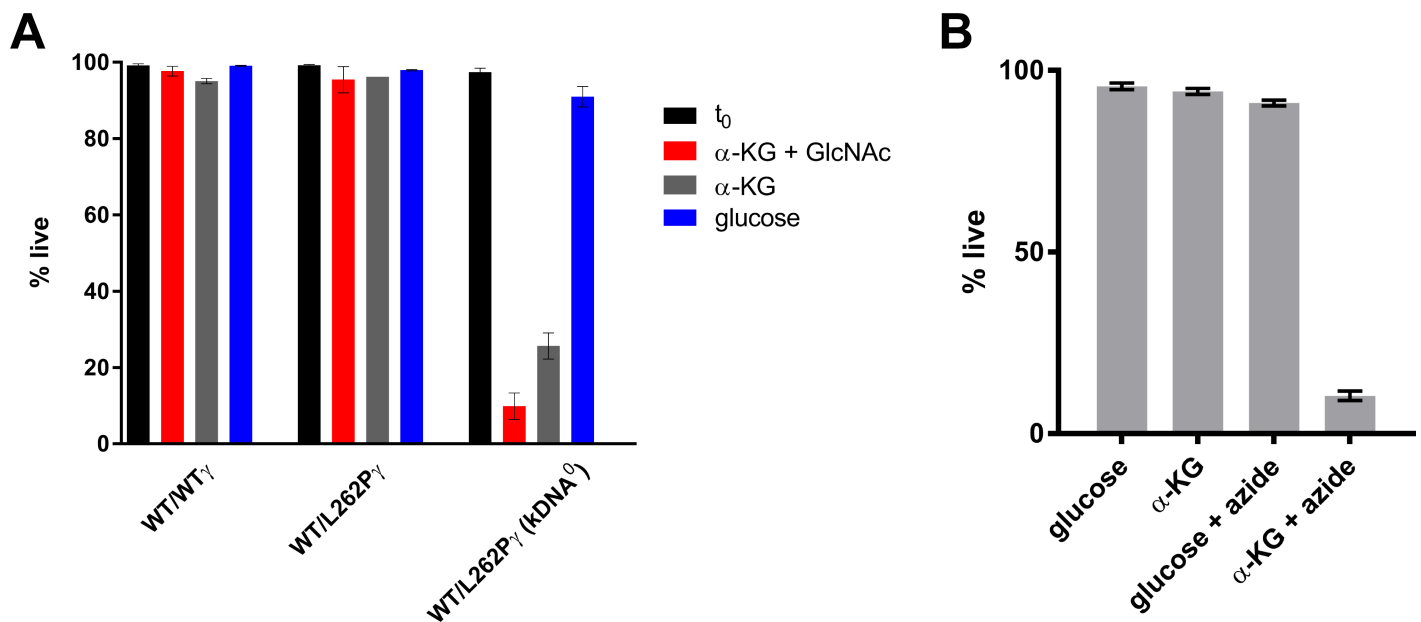 A
100
80
60
40
20
0
% live
WT/WTγ
WT/L262Pγ
WT/L262Pγ (kDNA⁰)
t₀
α-KG + GlcNAc
α-KG
glucose
B
100
50
0
% live
glucose
α-KG
glucose + azide
α-KG + azide